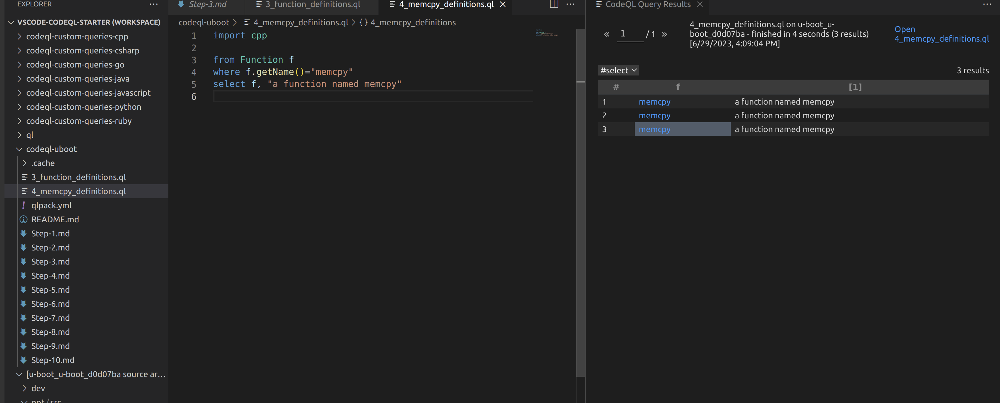 EXPLORER
VSCODE-CODEQL-STARTER (WORKSPACE)
codeql-custom-queries-cpp
codeql-custom-queries-csharp
codeql-custom-queries-go
codeql-custom-queries-java
codeql-custom-queries-javascript
codeql-custom-queries-python
codeql-custom-queries-ruby
ql
codeql-uboot
.cache
3_function_definitions.ql
4_memcpy_definitions.ql
qlpack.yml
README.md
Step-1.md
Step-2.md
Step-3.md
Step-4.md
Step-5.md
Step-6.md
Step-7.md
Step-8.md
Step-9.md
Step-10.md
[u-boot_u-boot_d0d07ba source ar...
dev
opt / src
Step-3.md 3_function_definitions.ql 4_memcpy_definitions.ql
codeql-uboot > 4_memcpy_definitions.ql > {} 4_memcpy_definitions
1 import cpp
2
3 from Function f
4 where f.getName()="memcpy"
5 select f, "a function named memcpy"
6
CodeQL Query Results
« 1 / 1 »
4_memcpy_definitions.ql on u-boot_u-
boot_d0d07ba - finished in 4 seconds (3 results)
[6/29/2023, 4:09:04 PM]
Open
4_memcpy_definitions.ql
#select 3 results
# f [1]
1 memcpy a function named memcpy
2 memcpy a function named memcpy
3 memcpy a function named memcpy